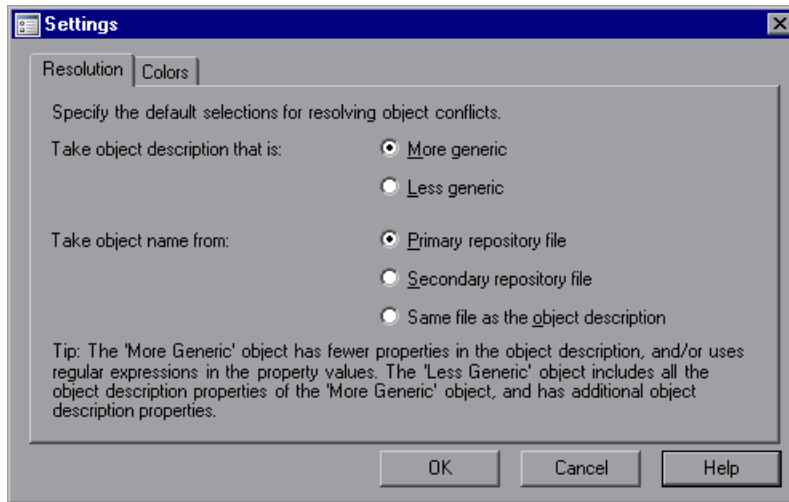 Settings
Resolution Colors
Specify the default selections for resolving object conflicts.
Take object description that is: More generic
Less generic
Take object name from: Primary repository file
Secondary repository file
Same file as the object description
Tip: The 'More Generic' object has fewer properties in the object description, and/or uses
regular expressions in the property values. The 'Less Generic' object includes all the
object description properties of the 'More Generic' object, and has additional object
description properties.
OK Cancel Help